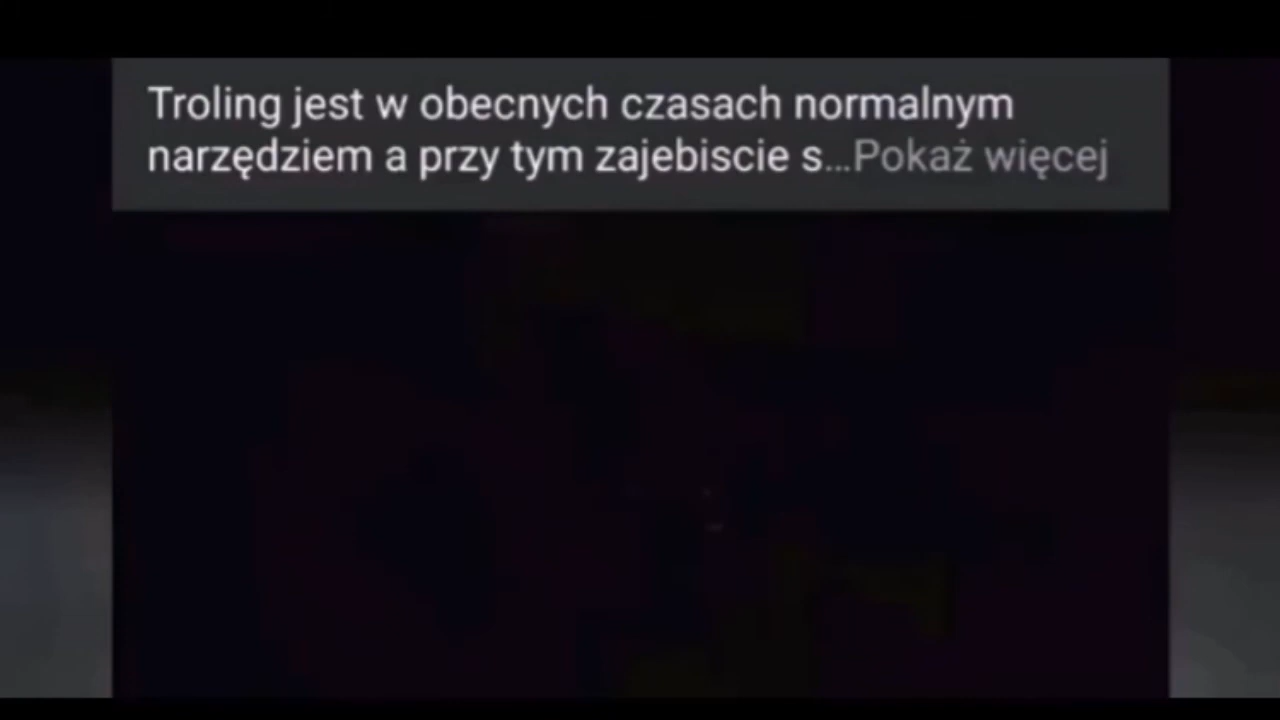 Troling jest w obecnych czasach normalnym
narzędziem a przy tym zajebiscie s...Pokaż więcej